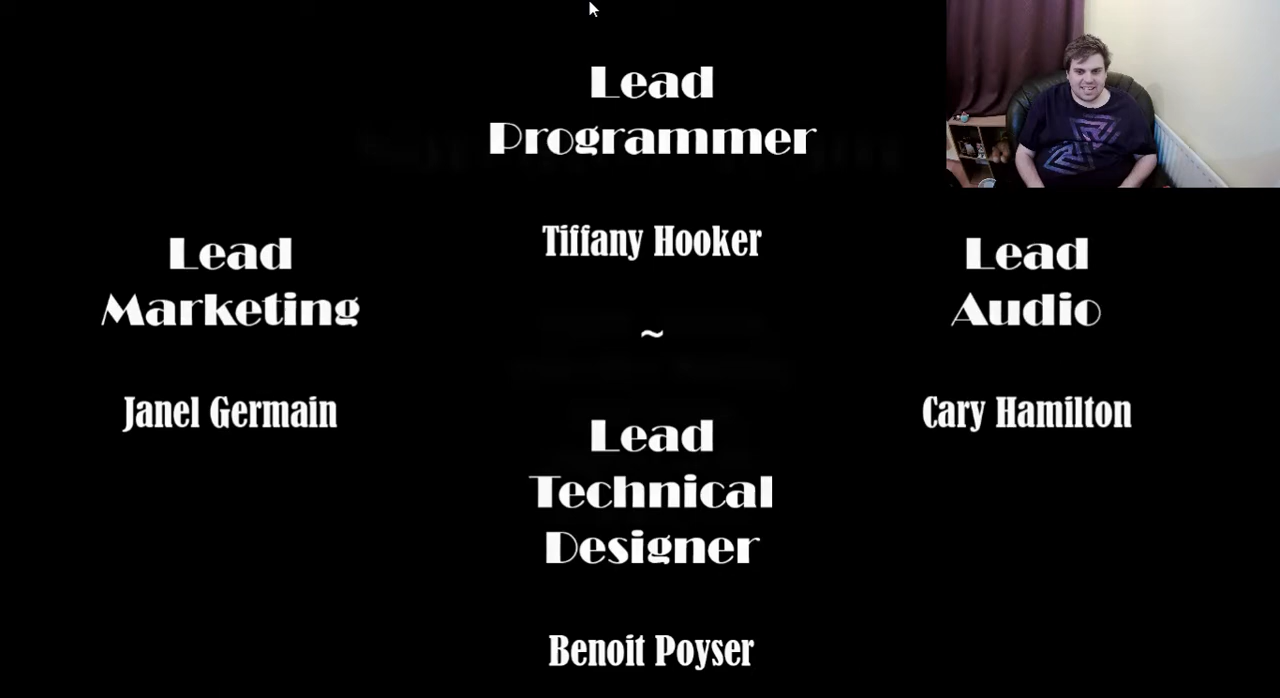 Lead
Programmer
Tiffany Hooker
~
Lead
Marketing
Janel Germain
Lead
Audio
Cary Hamilton
Lead
Technical
Designer
Benoit Poyser